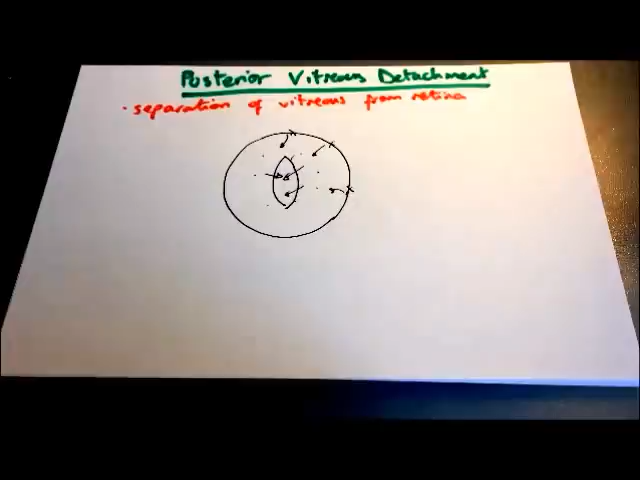 Posterior Vitreous Detachment
· separation of vitreous from retina